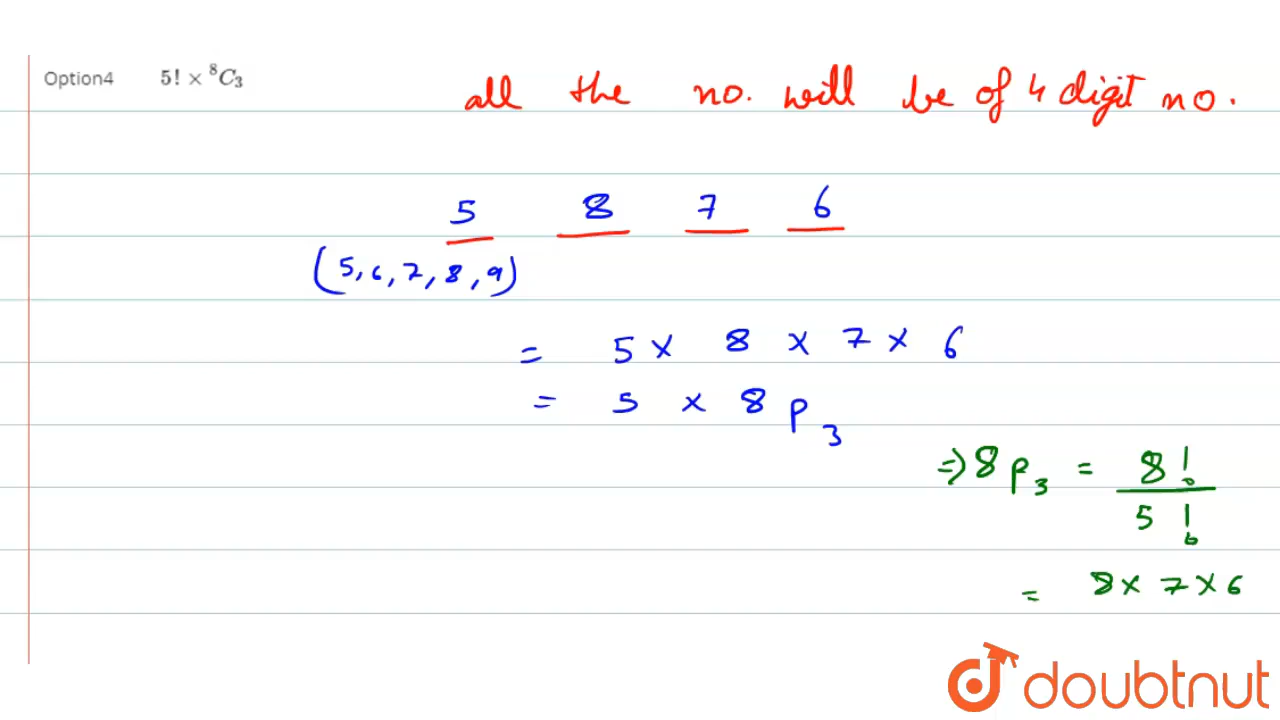 Option4 5! × ⁸C₃
all the no. will be of 4 digit no.
5 8 7 6
(5, 6, 7, 8, 9)
= 5 × 8 × 7 × 6
= 5 × 8 P 3
⇒ 8 P 3 = 8! / 5!
= 8 × 7 × 6
doubtnut